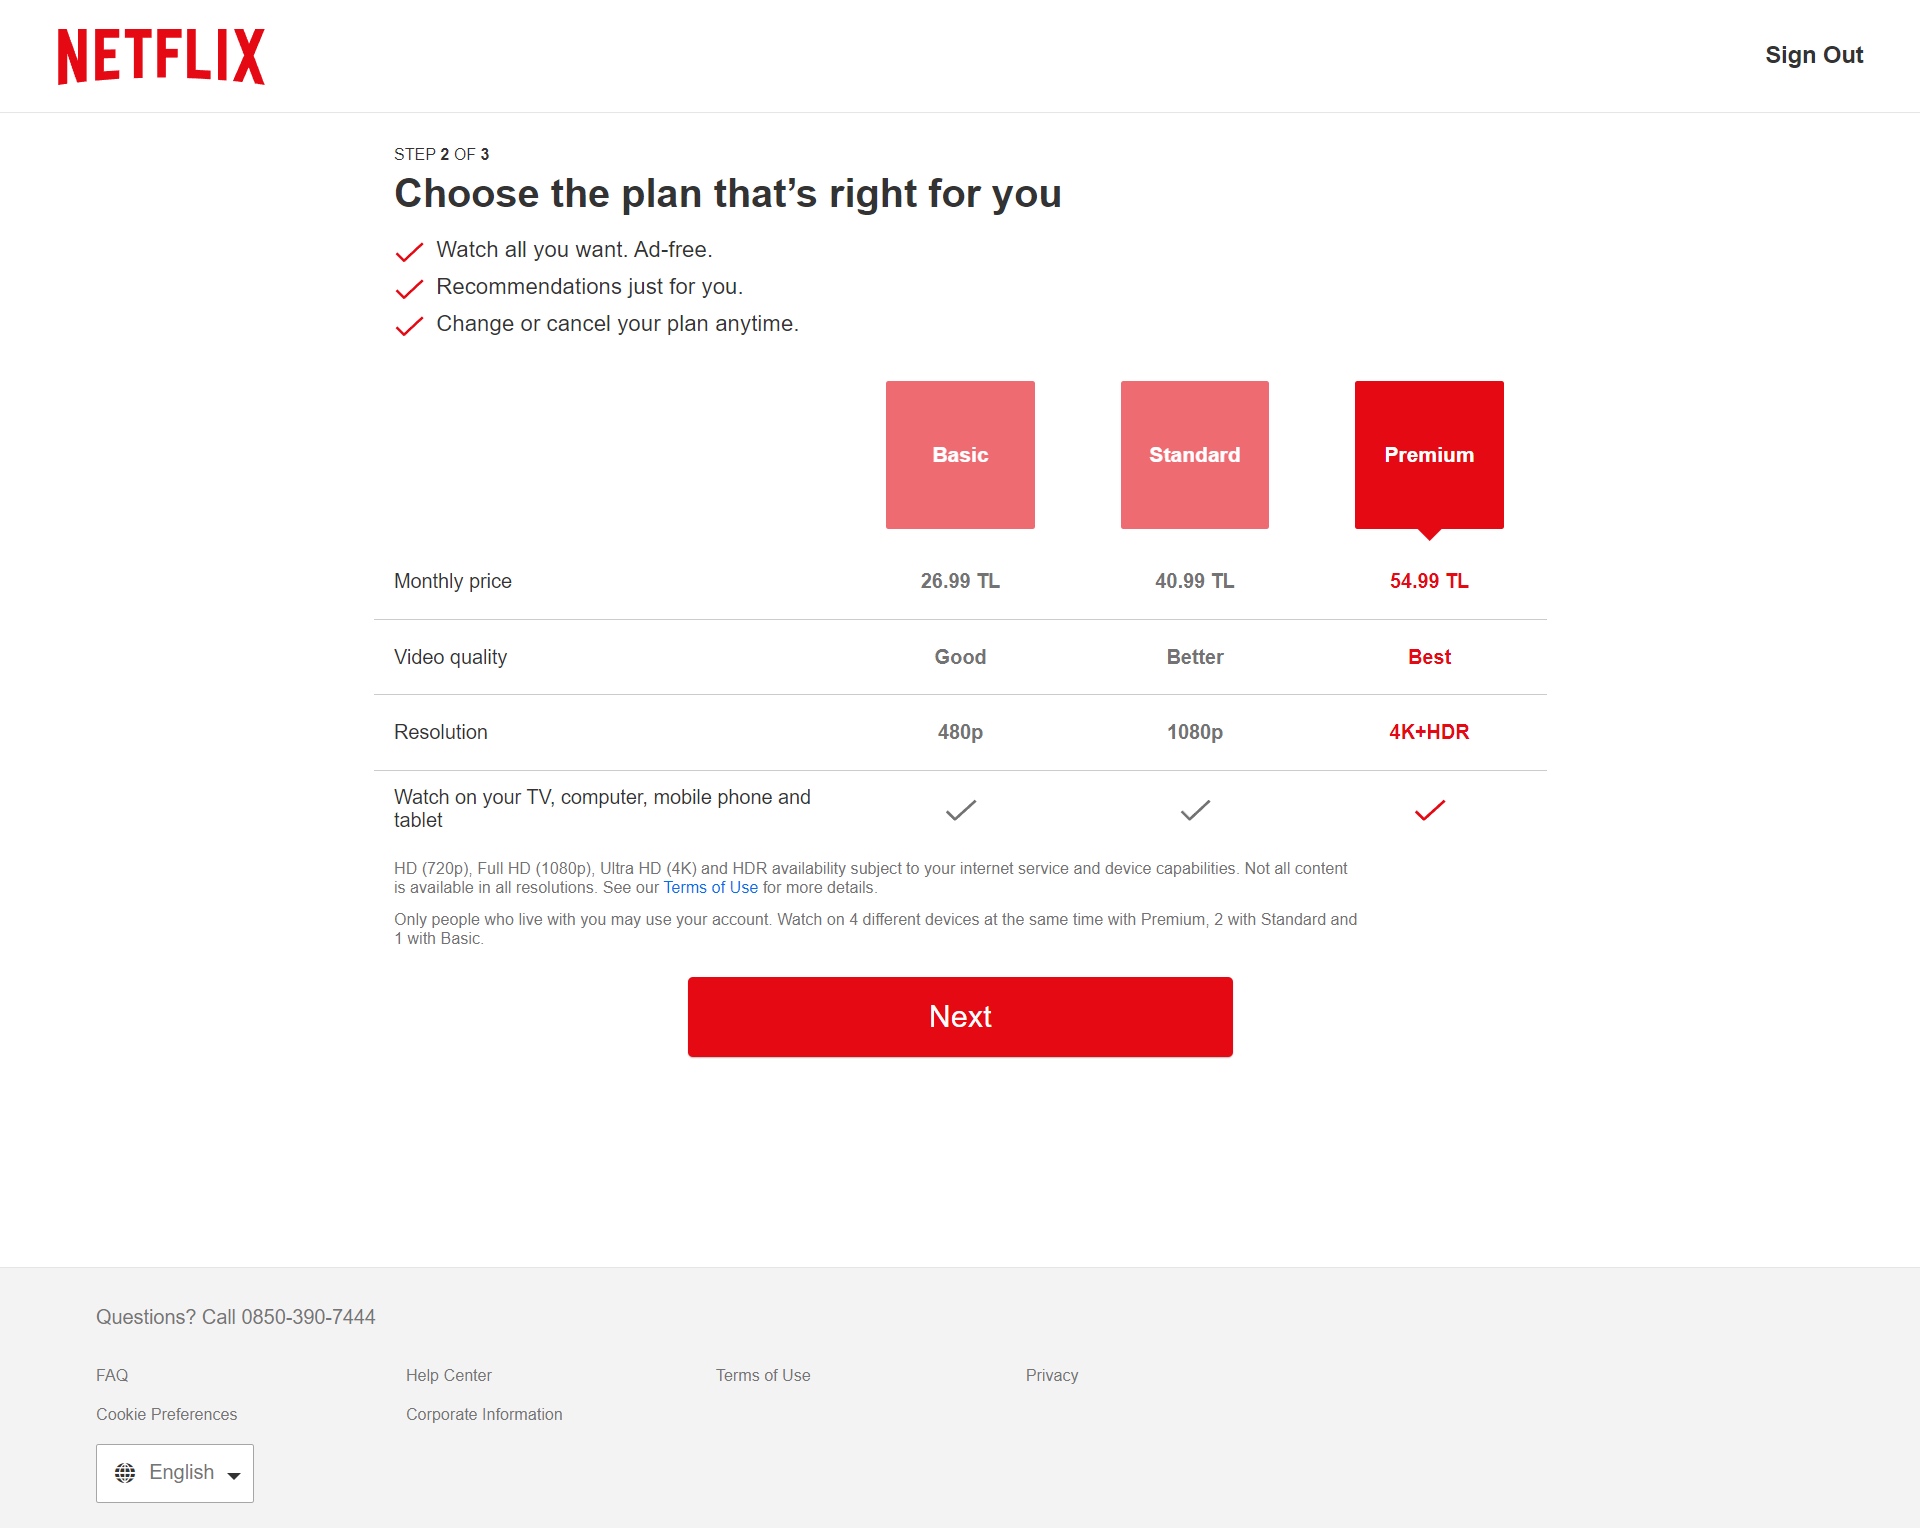 NETFLIX
Sign Out
STEP 2 OF 3
Choose the plan that’s right for you
Watch all you want. Ad-free.
Recommendations just for you.
Change or cancel your plan anytime.
Basic Standard Premium
Monthly price 26.99 TL 40.99 TL 54.99 TL
Video quality Good Better Best
Resolution 480p 1080p 4K+HDR
Watch on your TV, computer, mobile phone and
tablet
HD (720p), Full HD (1080p), Ultra HD (4K) and HDR availability subject to your internet service and device capabilities. Not all content
is available in all resolutions. See our Terms of Use for more details.
Only people who live with you may use your account. Watch on 4 different devices at the same time with Premium, 2 with Standard and
1 with Basic.
Next
Questions? Call 0850-390-7444
FAQ Help Center Terms of Use Privacy
Cookie Preferences Corporate Information
English